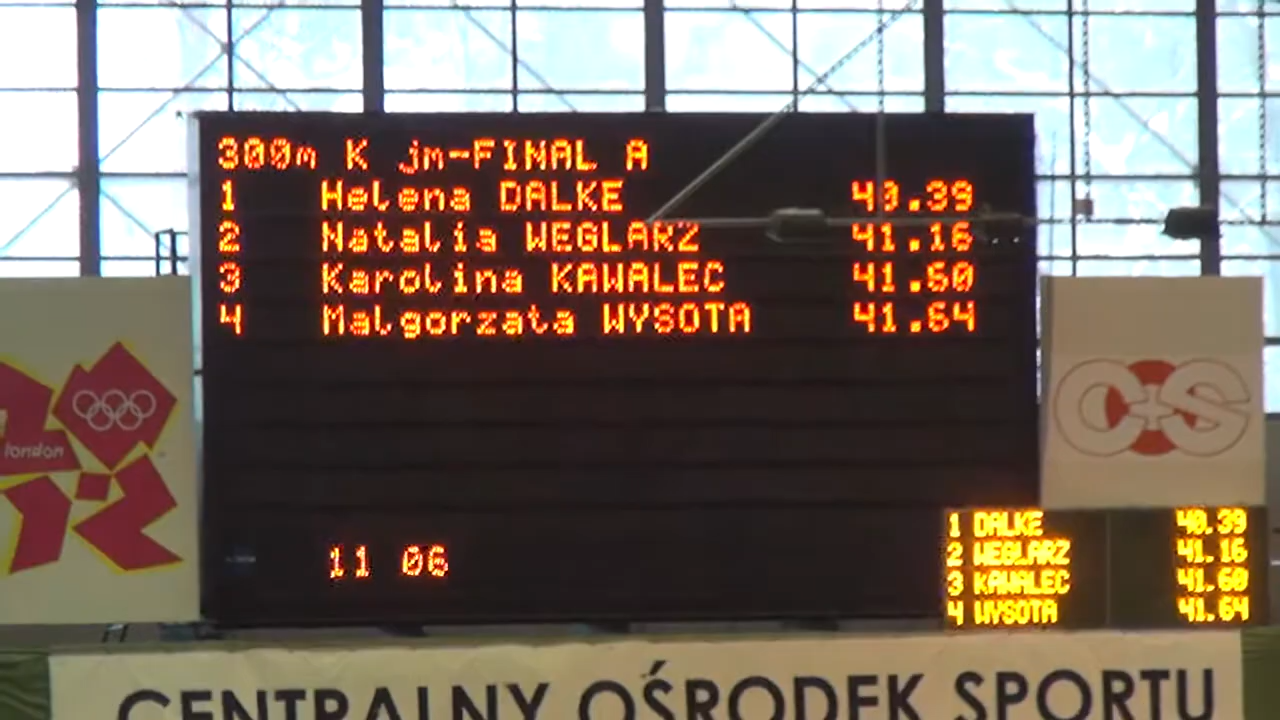 300m K jm-FINAL A
1 Helena DALKE 40.39
2 Natalia WEGLARZ 41.16
3 Karolina KAWALEC 41.60
4 Malgorzata WYSOTA 41.64
11 06
london
CS
1 DALKE 40.39
2 WEGLARZ 41.16
3 KAWALEC 41.60
4 WYSOTA 41.64
CENTRALNY OŚRODEK SPORTU